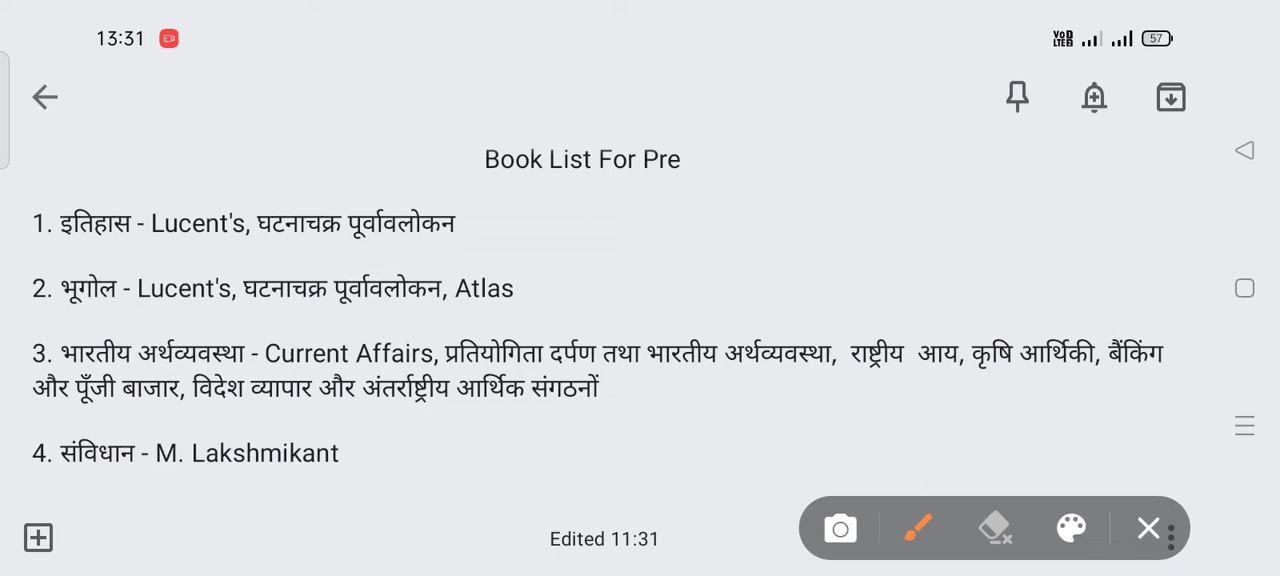 13:31
VoD LTE 57
Book List For Pre
1. इतिहास - Lucent's, घटनाचक्र पूर्वावलोकन
2. भूगोल - Lucent's, घटनाचक्र पूर्वावलोकन, Atlas
3. भारतीय अर्थव्यवस्था - Current Affairs, प्रतियोगिता दर्पण तथा भारतीय अर्थव्यवस्था, राष्ट्रीय आय, कृषि आर्थिकी, बैंकिंग
और पूँजी बाजार, विदेश व्यापार और अंतर्राष्ट्रीय आर्थिक संगठनों
4. संविधान - M. Lakshmikant
Edited 11:31